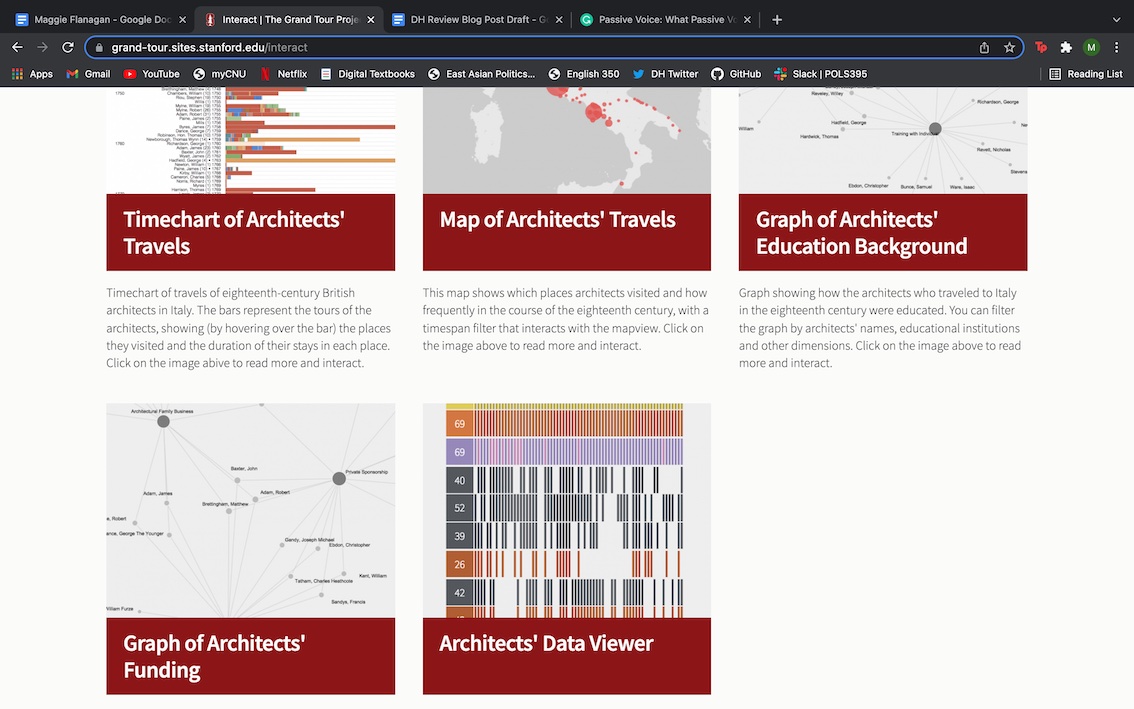 Maggie Flanagan - Google Doc
Interact | The Grand Tour Proje
DH Review Blog Post Draft - G
Passive Voice: What Passive Vo
grand-tour.sites.stanford.edu/interact
Tp
M
Apps
Gmail
YouTube
myCNU
Netflix
Digital Textbooks
East Asian Politics...
English 350
DH Twitter
GitHub
Slack | POLS395
Reading List
1750
1760
Richardson, George
Reveley, Willey
Hadfield, George
William
Hardwick, Thomas
Training with Individu
Ne
Revett, Nicholas
Stevens
Ebdon, Christopher
Bunce, Samuel
Ware, Isaac
Timechart of Architects'
Travels
Map of Architects' Travels
Graph of Architects'
Education Background
Timechart of travels of eighteenth-century British
architects in Italy. The bars represent the tours of the
architects, showing (by hovering over the bar) the places
they visited and the duration of their stays in each place.
Click on the image abive to read more and interact.
This map shows which places architects visited and how
frequently in the course of the eighteenth century, with a
timespan filter that interacts with the mapview. Click on
the image above to read more and interact.
Graph showing how the architects who traveled to Italy
in the eighteenth century were educated. You can filter
the graph by architects' names, educational institutions
and other dimensions. Click on the image above to read
more and interact.
Architectural Family Business
Baxter, John
Private Sponsorship
Adam, James
Adam, Robert
Brettingham, Matthew
e, Robert
ance, George The Younger
Gandy, Joseph Michael
Ebdon, Christopher
Kent, William
Tatham, Charles Heathcote
Sandys, Francis
William Furze
69
69
40
52
39
26
42
Graph of Architects'
Funding
Architects' Data Viewer